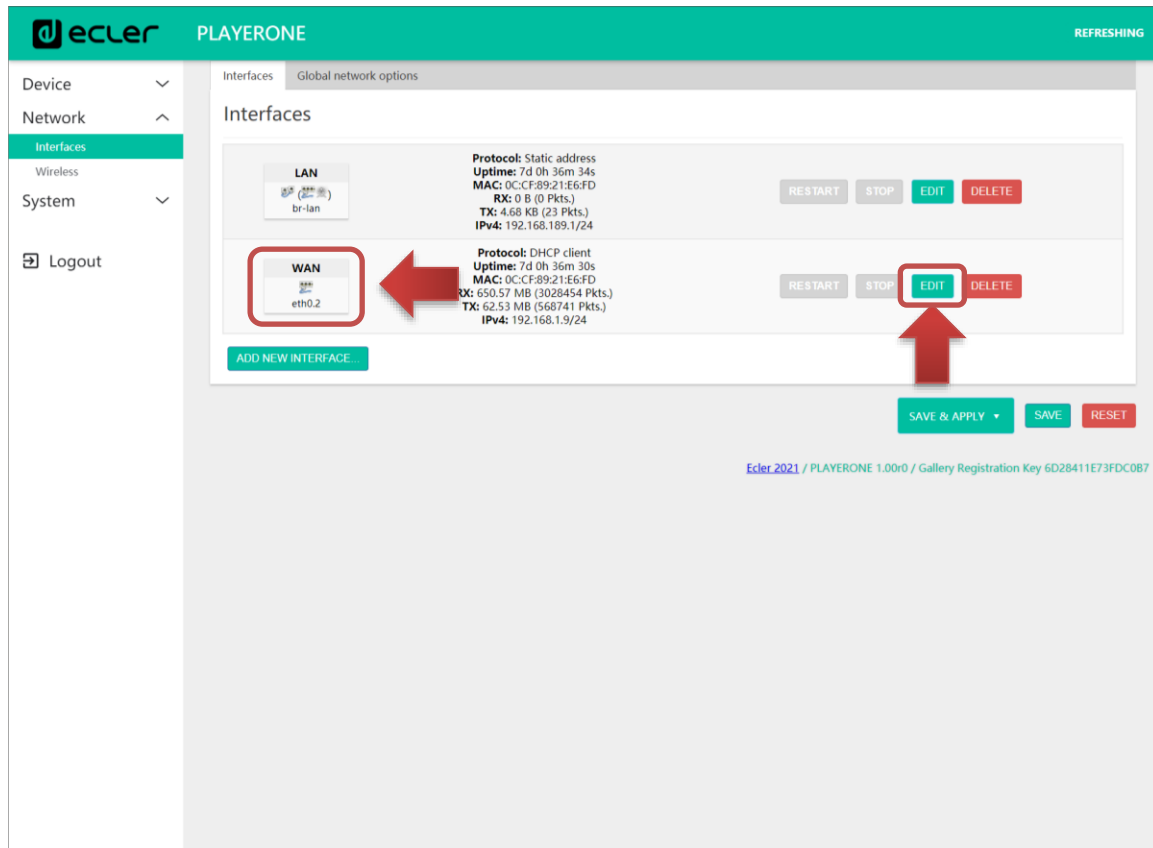 ecler
PLAYERONE
REFRESHING
Device
Network
Interfaces
Wireless
System
Logout
Interfaces
Global network options
Interfaces
LAN
br-lan
Protocol: Static address
Uptime: 7d 0h 36m 34s
MAC: 0C:CF:89:21:E6:FD
RX: 0 B (0 Pkts.)
TX: 4.68 KB (23 Pkts.)
IPv4: 192.168.189.1/24
RESTART
STOP
EDIT
DELETE
WAN
eth0.2
Protocol: DHCP client
Uptime: 7d 0h 36m 30s
MAC: 0C:CF:89:21:E6:FD
RX: 650.57 MB (3028454 Pkts.)
TX: 62.53 MB (568741 Pkts.)
IPv4: 192.168.1.9/24
RESTART
STOP
EDIT
DELETE
ADD NEW INTERFACE...
SAVE & APPLY
SAVE
RESET
Ecler 2021 / PLAYERONE 1.00r0 / Gallery Registration Key 6D28411E73FDC0B7